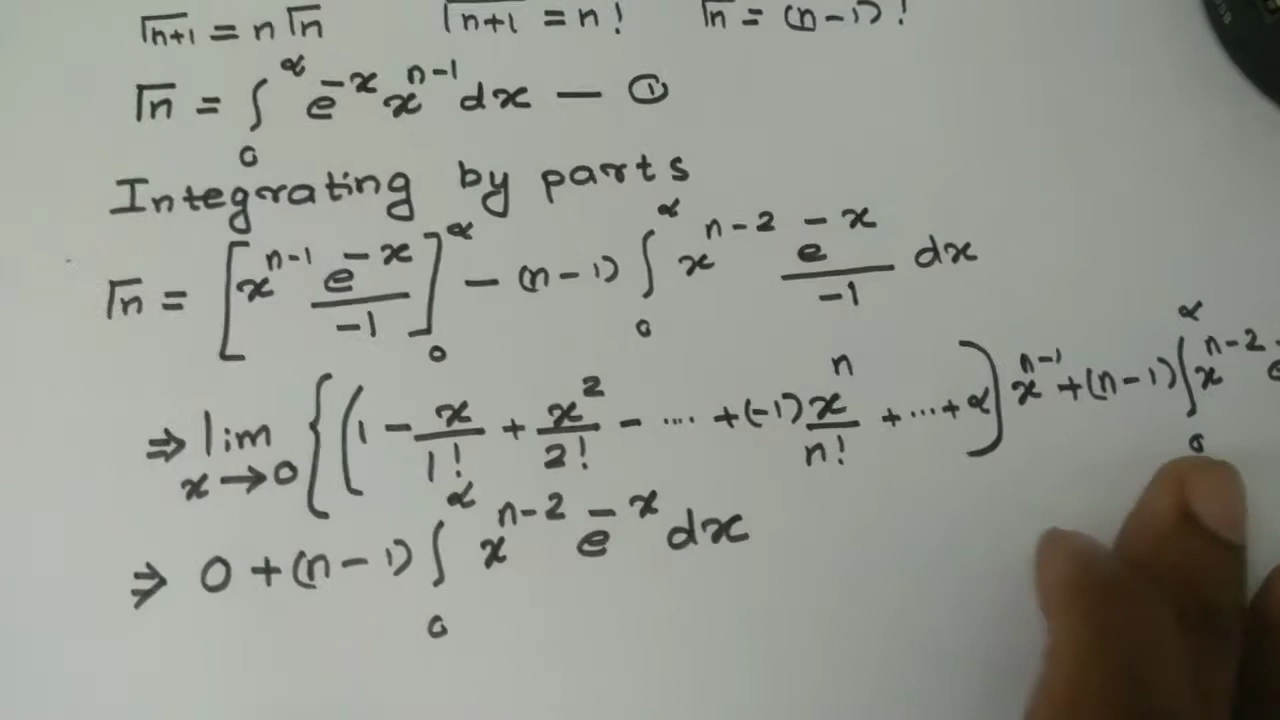 Γn+1 = n Γn Γn+1 = n! Γn = (n-1)!
Γn = ∫₀^∝ e^-x x^n-1 dx — ①
Integrating by parts
Γn = [x^n-1 e^-x/-1]₀^∝ - (n-1) ∫₀^∝ x^n-2 e^-x/-1 dx
⇒ lim x→0 {(1 - x/1! + x²/2! - .... + (-1) x^n/n! + ... + ∝) x^n-1 + (n-1) ∫₀^∝ x^n-2
⇒ 0 + (n-1) ∫₀^∝ x^n-2 e^-x dx